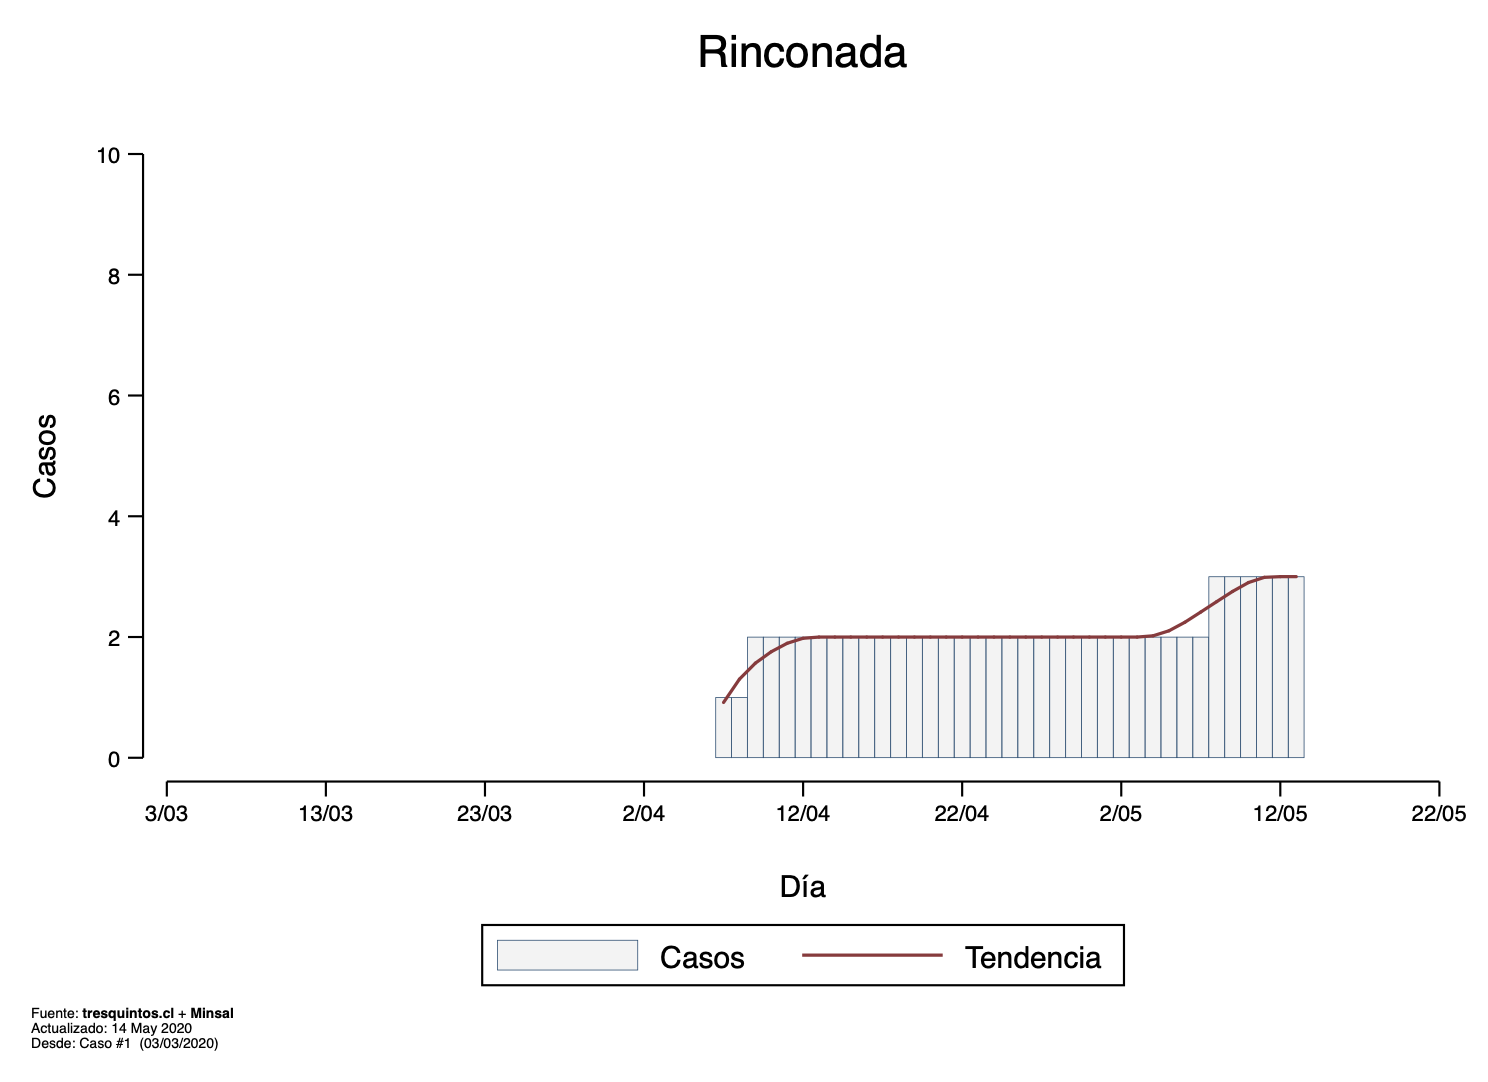 Rinconada
10
8
6
4
2
0
Casos
3/03 13/03 23/03 2/04 12/04 22/04 2/05 12/05 22/05
Día
Casos Tendencia
Fuente: tresquintos.cl + Minsal
Actualizado: 14 May 2020
Desde: Caso #1 (03/03/2020)